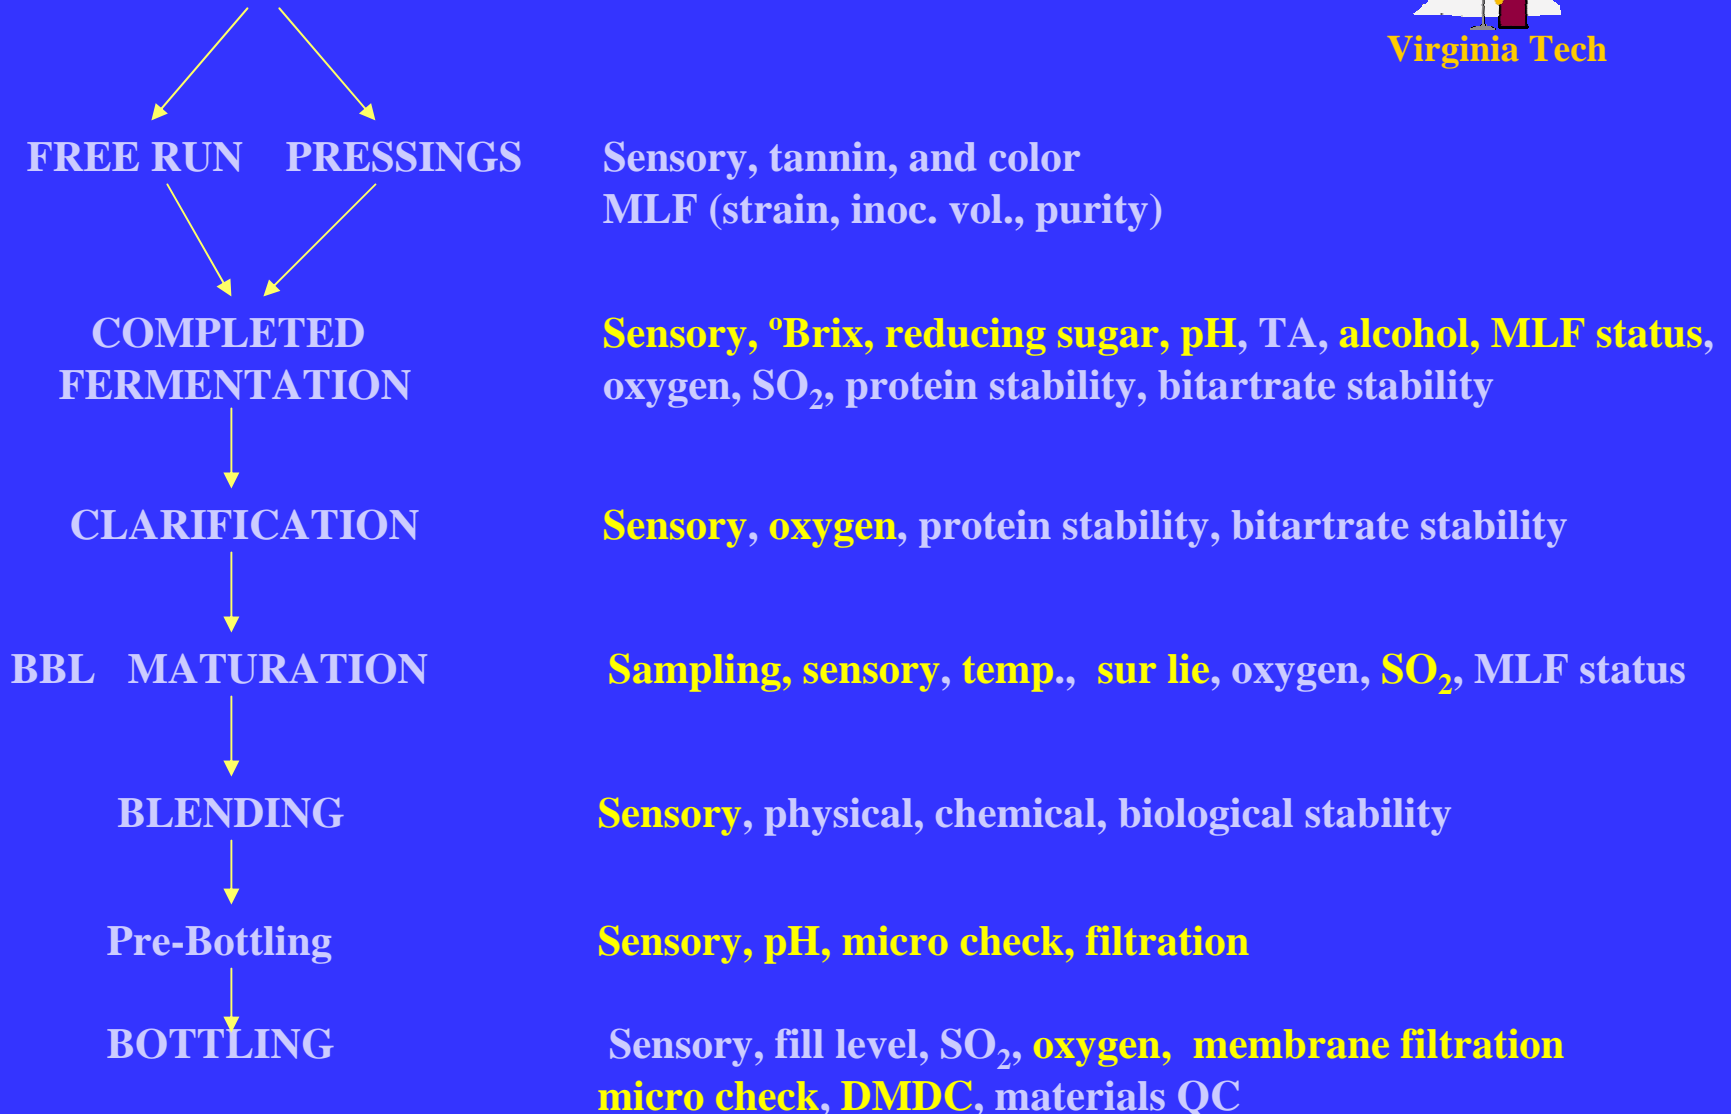 Virginia Tech
FREE RUN PRESSINGS Sensory, tannin, and color
MLF (strain, inoc. vol., purity)
COMPLETED Sensory, ºBrix, reducing sugar, pH, TA, alcohol, MLF status,
FERMENTATION oxygen, SO2, protein stability, bitartrate stability
CLARIFICATION Sensory, oxygen, protein stability, bitartrate stability
BBL MATURATION Sampling, sensory, temp., sur lie, oxygen, SO2, MLF status
BLENDING Sensory, physical, chemical, biological stability
Pre-Bottling Sensory, pH, micro check, filtration
BOTTLING Sensory, fill level, SO2, oxygen, membrane filtration
micro check, DMDC, materials QC